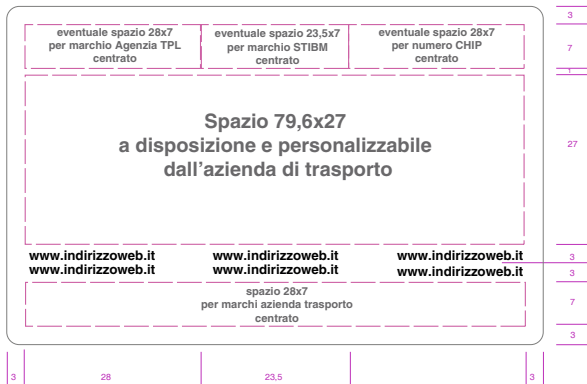 eventuale spazio 28x7
per marchio Agenzia TPL
centrato
eventuale spazio 23,5x7
per marchio STIBM
centrato
eventuale spazio 28x7
per numero CHIP
centrato
Spazio 79,6x27
a disposizione e personalizzabile
dall'azienda di trasporto
www.indirizzoweb.it www.indirizzoweb.it www.indirizzoweb.it
www.indirizzoweb.it www.indirizzoweb.it www.indirizzoweb.it
spazio 28x7
per marchi azienda trasporto
centrato
3
7
1
27
3
3
7
3
3 28 23,5 3